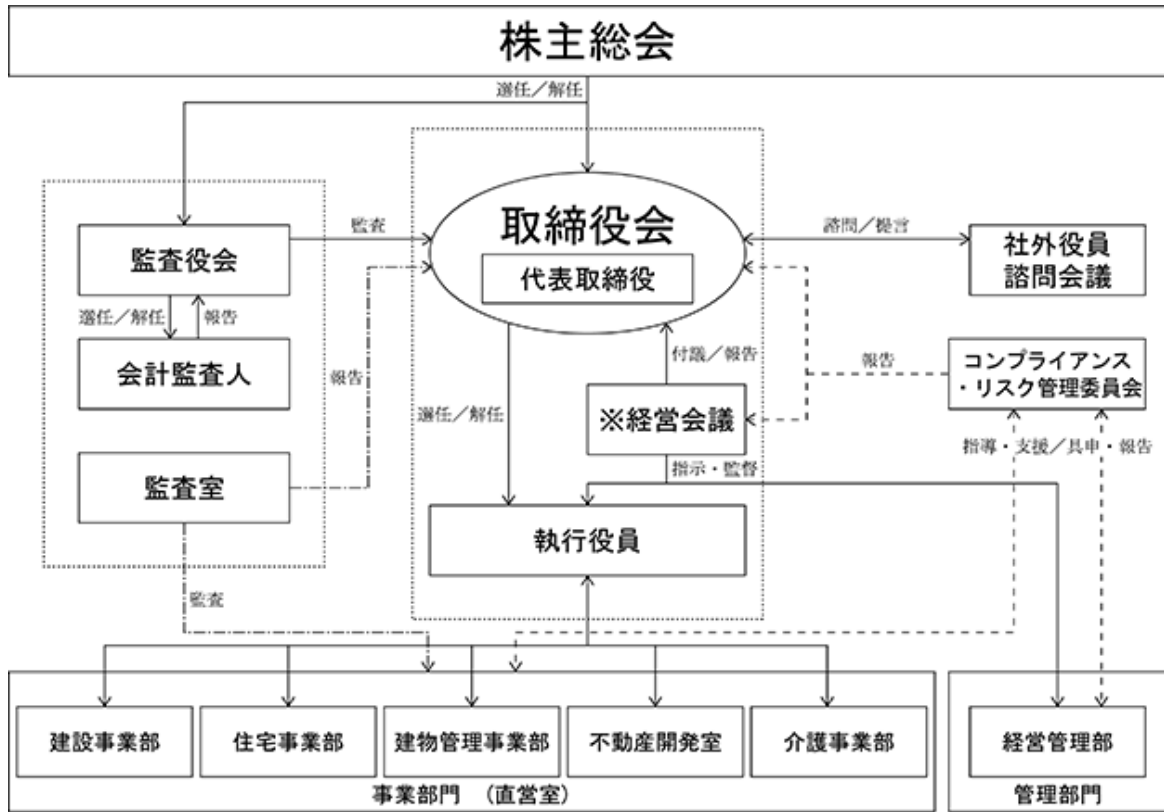 株主総会
選任／解任
監査役会
監査
取締役会
代表取締役
諮問／提言
社外役員
諮問会議
選任／解任
報告
会計監査人
報告
選任／解任
付議／報告
報告
コンプライアンス
・リスク管理委員会
※経営会議
指導・支援／具申・報告
監査室
指示・監督
執行役員
監査
建設事業部
住宅事業部
建物管理事業部
不動産開発室
介護事業部
経営管理部
事業部門 (直営室)
管理部門